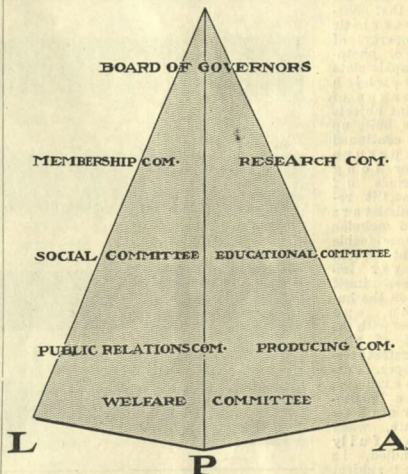 BOARD OF GOVERNORS
MEMBERSHIP COM· RESEARCH COM·
SOCIAL COMMITTEE EDUCATIONAL COMMITTEE
PUBLIC RELATIONS COM· PRODUCING COM·
WELFARE COMMITTEE
L P A